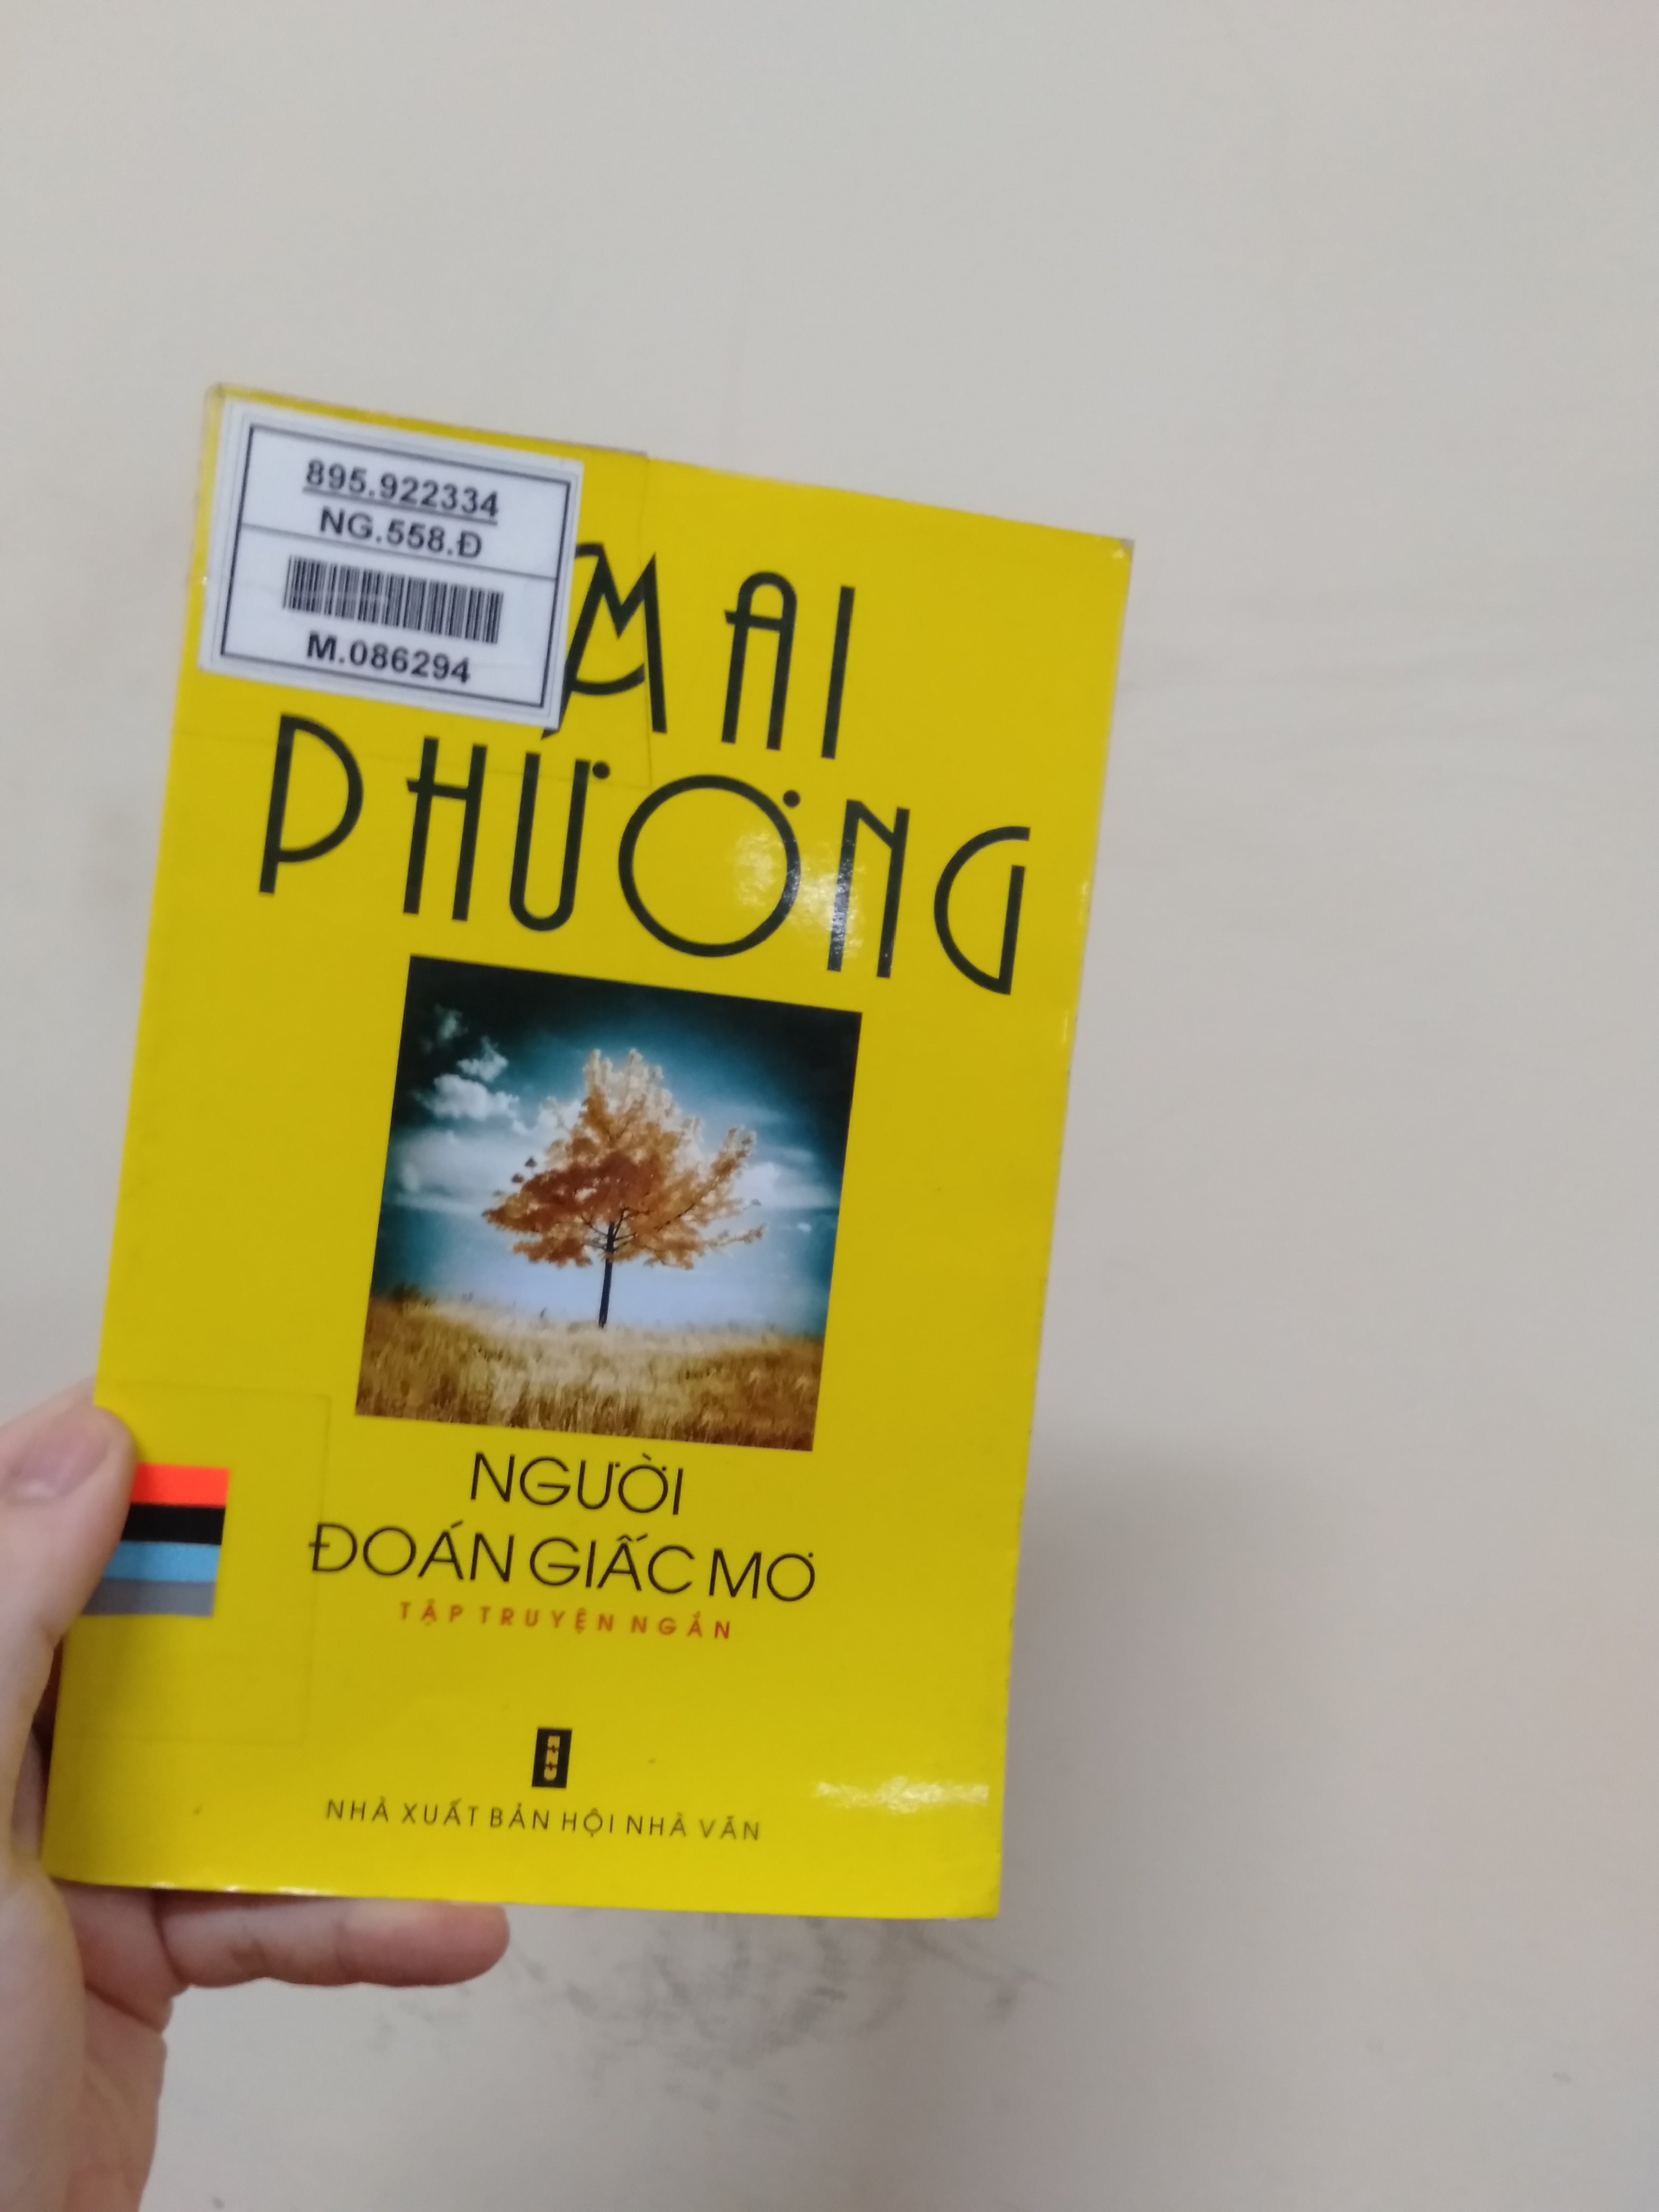 895.922334
NG.558.Đ
M.086294
MAI
PHƯƠNG
NGƯỜI
ĐOÁN GIẤC MƠ
TẬP TRUYỆN NGẮN
NHÀ XUẤT BẢN HỘI NHÀ VĂN